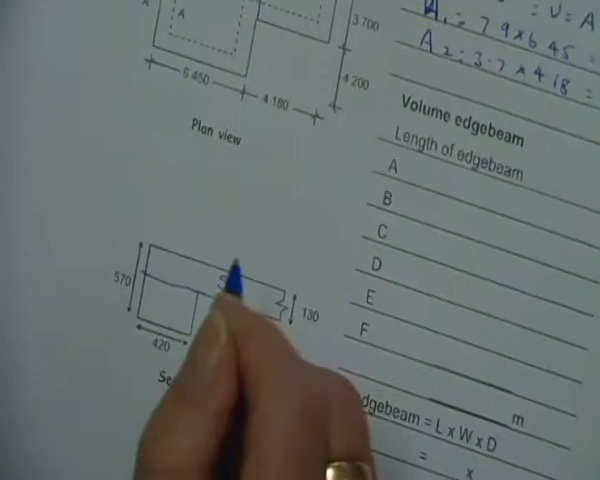 = U = A
A1 = 7 9 x 6 45 =
A2 = 3.7 x 4 18 =
A
A
3 700
4 200
6 450
4 180
Plan view
Volume edgebeam
Length of edgebeam
A
B
C
D
E
F
m
dgebeam = L x W x D
= x
570
130
420
S
Se